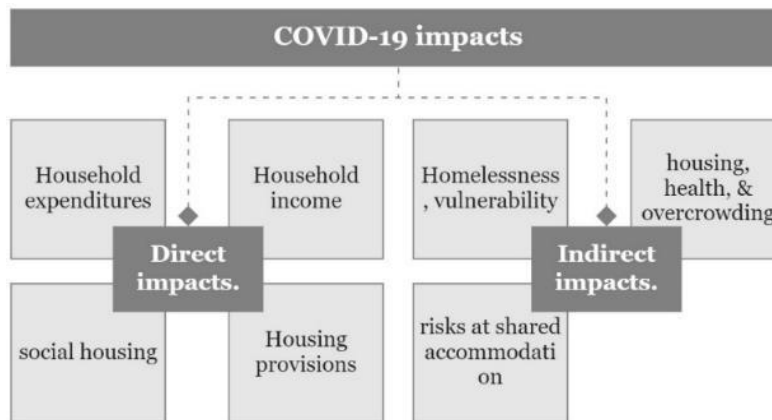 COVID-19 impacts
Household
expenditures
Household
income
Homelessness
, vulnerability
housing,
health, &
overcrowding
Direct
impacts.
Indirect
impacts.
social housing
Housing
provisions
risks at shared
accommodati
on